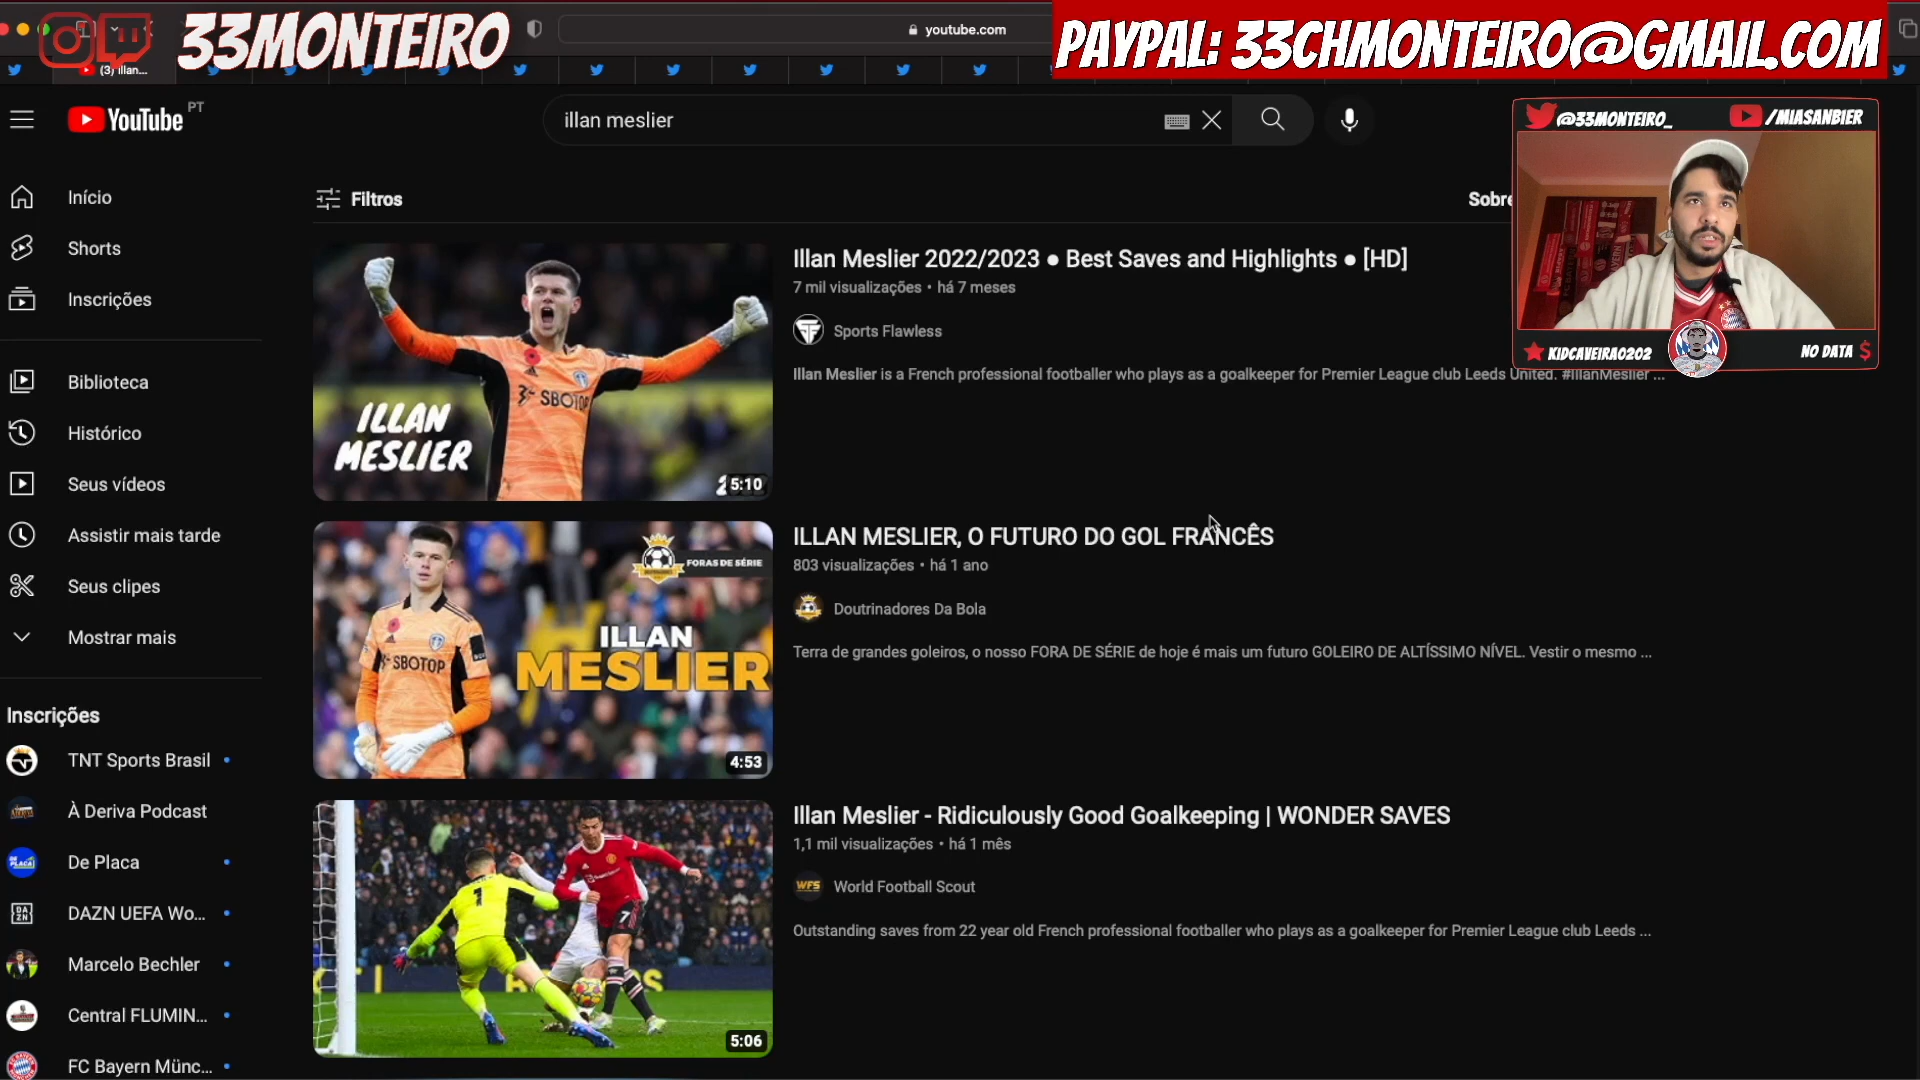 33MONTEIRO
youtube.com
PAYPAL: 33CHMONTEIRO@GMAIL.COM
(3) illan...
YouTube PT
illan meslier
@33MONTEIRO_
/MIASANBIER
Início
Filtros
Sobre
Shorts
Inscrições
Biblioteca
Histórico
Seus vídeos
Assistir mais tarde
Seus clipes
Mostrar mais
Inscrições
TNT Sports Brasil
À Deriva Podcast
De Placa
DAZN UEFA Wo...
Marcelo Bechler
Central FLUMIN...
FC Bayern Münc...
ILLAN
MESLIER
SBOTOP
5:10
Illan Meslier 2022/2023 ● Best Saves and Highlights ● [HD]
7 mil visualizações • há 7 meses
Sports Flawless
Illan Meslier is a French professional footballer who plays as a goalkeeper for Premier League club Leeds United. #IllanMeslier ...
KIDCAVEIRA0202
NO DATA $
FORAS DE SÉRIE
ILLAN
MESLIER
SBOTOP
4:53
ILLAN MESLIER, O FUTURO DO GOL FRANCÊS
803 visualizações • há 1 ano
Doutrinadores Da Bola
Terra de grandes goleiros, o nosso FORA DE SÉRIE de hoje é mais um futuro GOLEIRO DE ALTÍSSIMO NÍVEL. Vestir o mesmo ...
1
7
5:06
Illan Meslier - Ridiculously Good Goalkeeping | WONDER SAVES
1,1 mil visualizações • há 1 mês
WFS
World Football Scout
Outstanding saves from 22 year old French professional footballer who plays as a goalkeeper for Premier League club Leeds ...